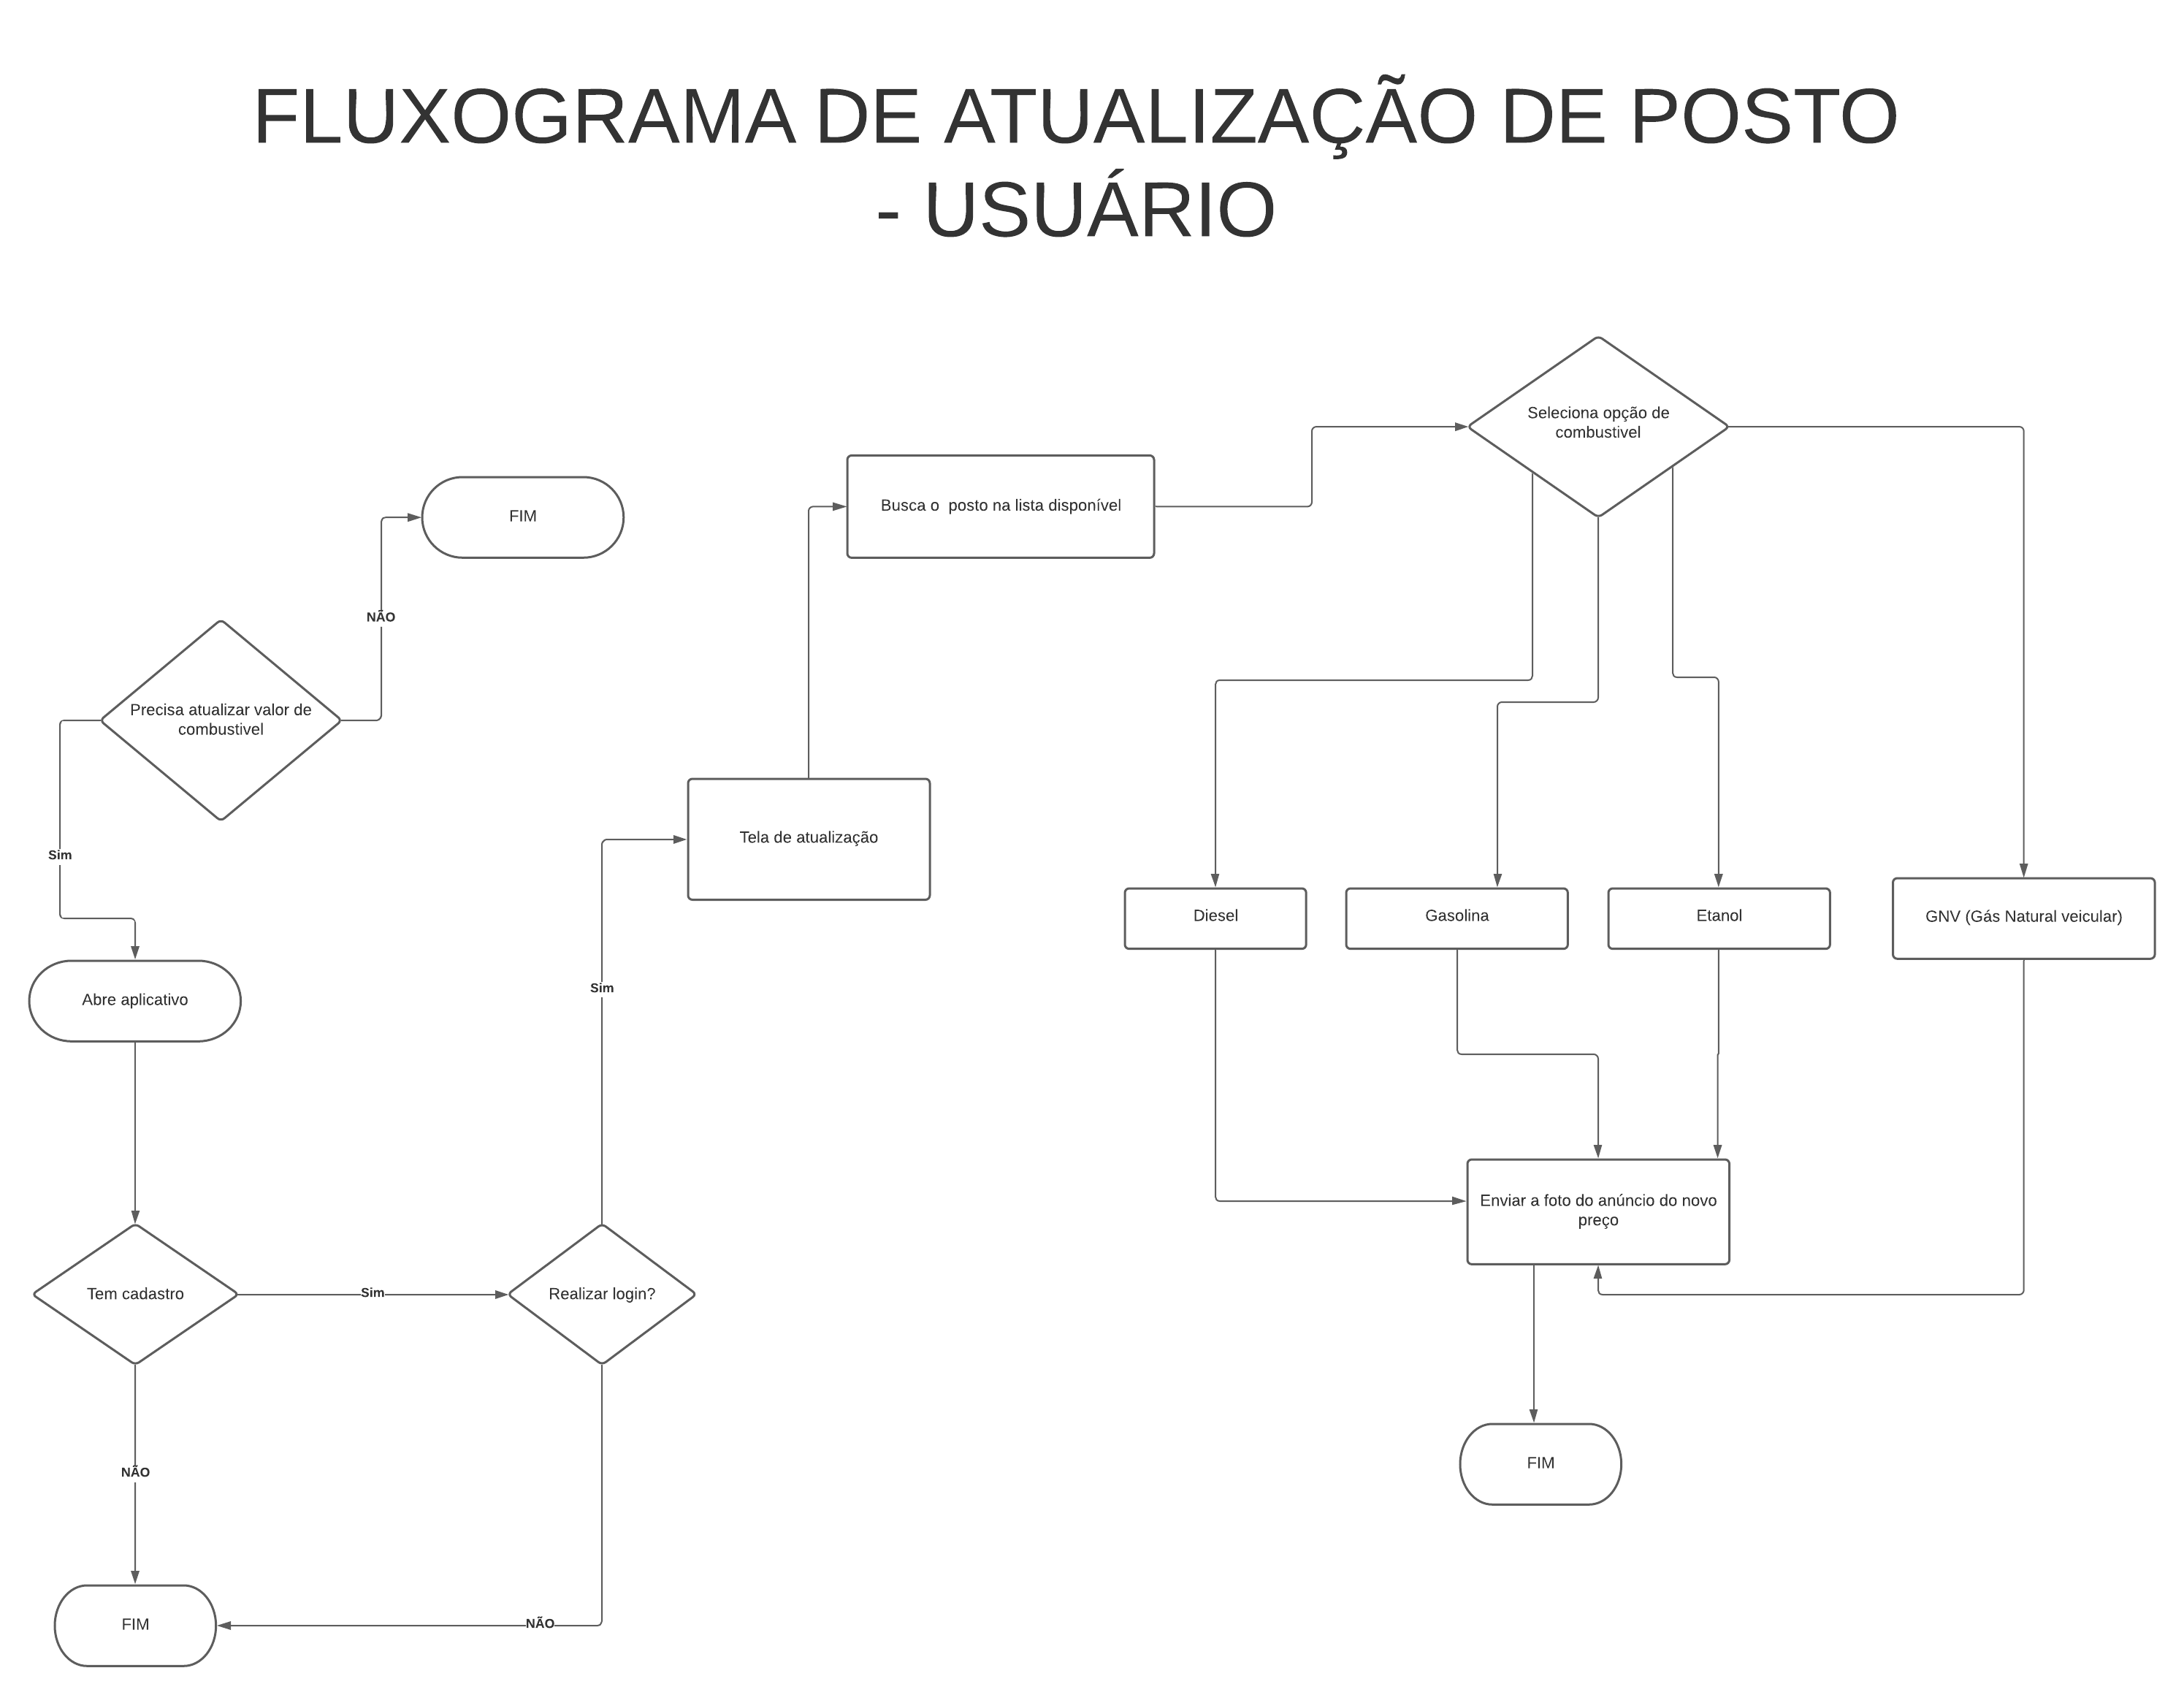 FLUXOGRAMA DE ATUALIZAÇÃO DE POSTO
- USUÁRIO
Seleciona opção de
combustivel
Busca o  posto na lista disponível
FIM
NÃO
Precisa atualizar valor de
combustivel
Sim
Tela de atualização
Diesel
Gasolina
Etanol
GNV (Gás Natural veicular)
Abre aplicativo
Sim
Enviar a foto do anúncio do novo
preço
Tem cadastro
Sim
Realizar login?
NÃO
FIM
FIM
NÃO